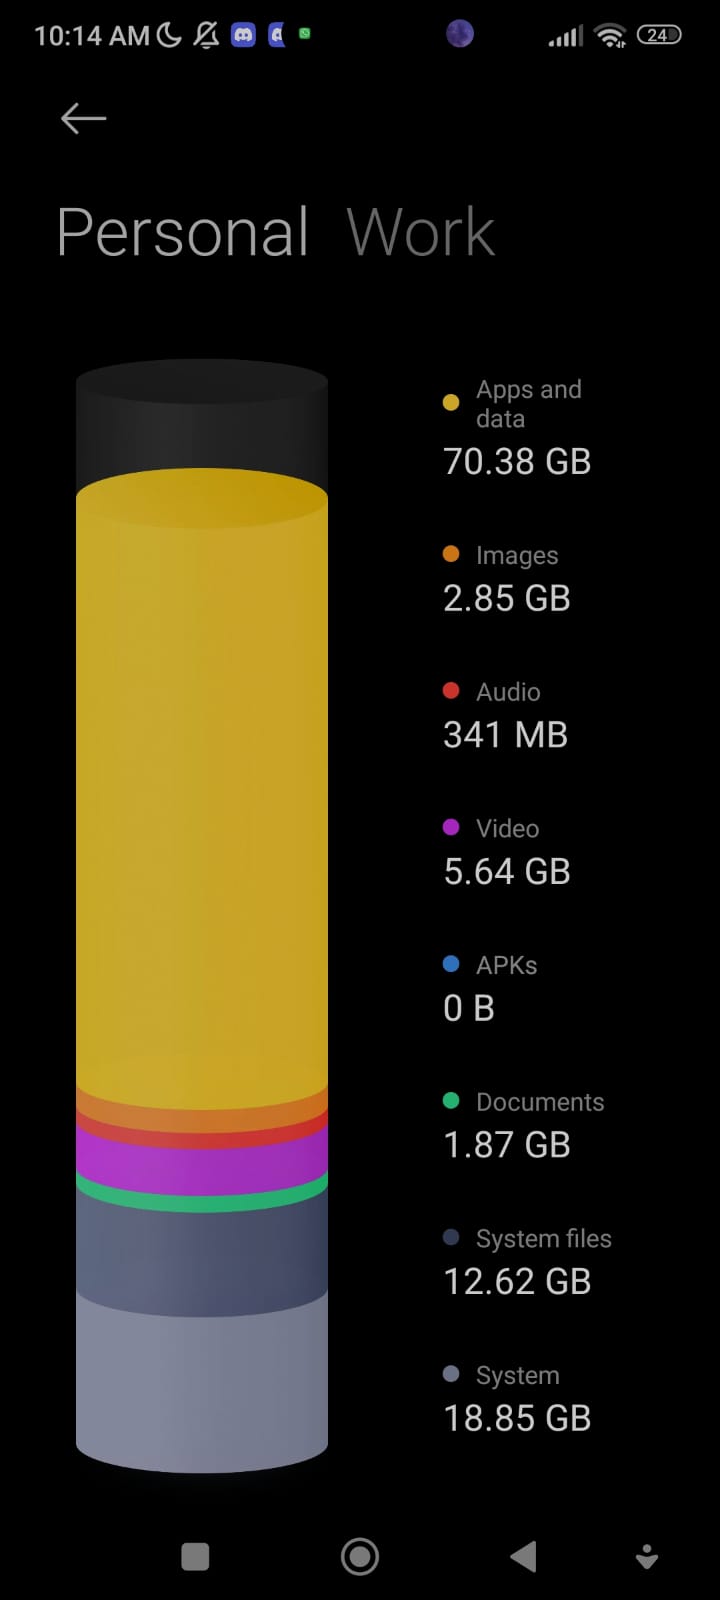 10:14 AM
24
Personal Work
Apps and
data
70.38 GB
Images
2.85 GB
Audio
341 MB
Video
5.64 GB
APKs
0 B
Documents
1.87 GB
System files
12.62 GB
System
18.85 GB